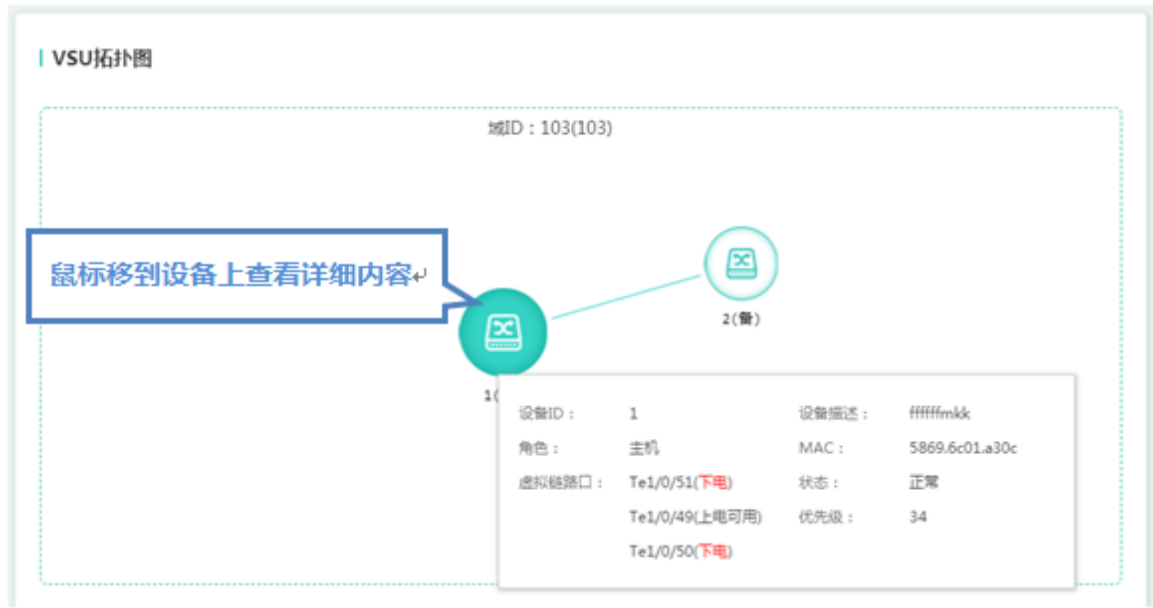 VSU拓扑图
域ID：103(103)
鼠标移到设备上查看详细内容↵
2(备)
1(
设备ID： 1 设备描述： ffffffmkk
角色： 主机 MAC： 5869.6c01.a30c
虚拟链路口： Te1/0/51(下电) 状态： 正常
Te1/0/49(上电可用) 优先级： 34
Te1/0/50(下电)